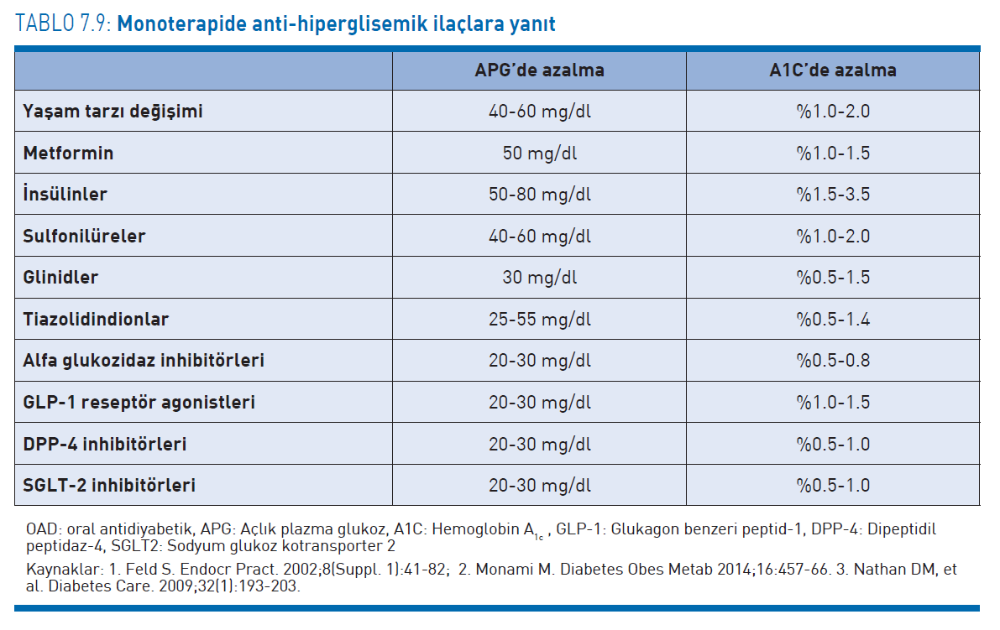 TABLO 7.9: Monoterapide anti-hiperglisemik ilaçlara yanıt
APG’de azalma A1C’de azalma
Yaşam tarzı değişimi 40-60 mg/dl %1.0-2.0
Metformin 50 mg/dl %1.0-1.5
İnsülinler 50-80 mg/dl %1.5-3.5
Sulfonilüreler 40-60 mg/dl %1.0-2.0
Glinidler 30 mg/dl %0.5-1.5
Tiazolidindionlar 25-55 mg/dl %0.5-1.4
Alfa glukozidaz inhibitörleri 20-30 mg/dl %0.5-0.8
GLP-1 reseptör agonistleri 20-30 mg/dl %1.0-1.5
DPP-4 inhibitörleri 20-30 mg/dl %0.5-1.0
SGLT-2 inhibitörleri 20-30 mg/dl %0.5-1.0
OAD: oral antidiyabetik, APG: Açlık plazma glukoz, A1C: Hemoglobin A1c , GLP-1: Glukagon benzeri peptid-1, DPP-4: Dipeptidil
peptidaz-4, SGLT2: Sodyum glukoz kotransporter 2
Kaynaklar: 1. Feld S. Endocr Pract. 2002;8(Suppl. 1):41-82; 2. Monami M. Diabetes Obes Metab 2014;16:457-66. 3. Nathan DM, et
al. Diabetes Care. 2009;32(1):193-203.